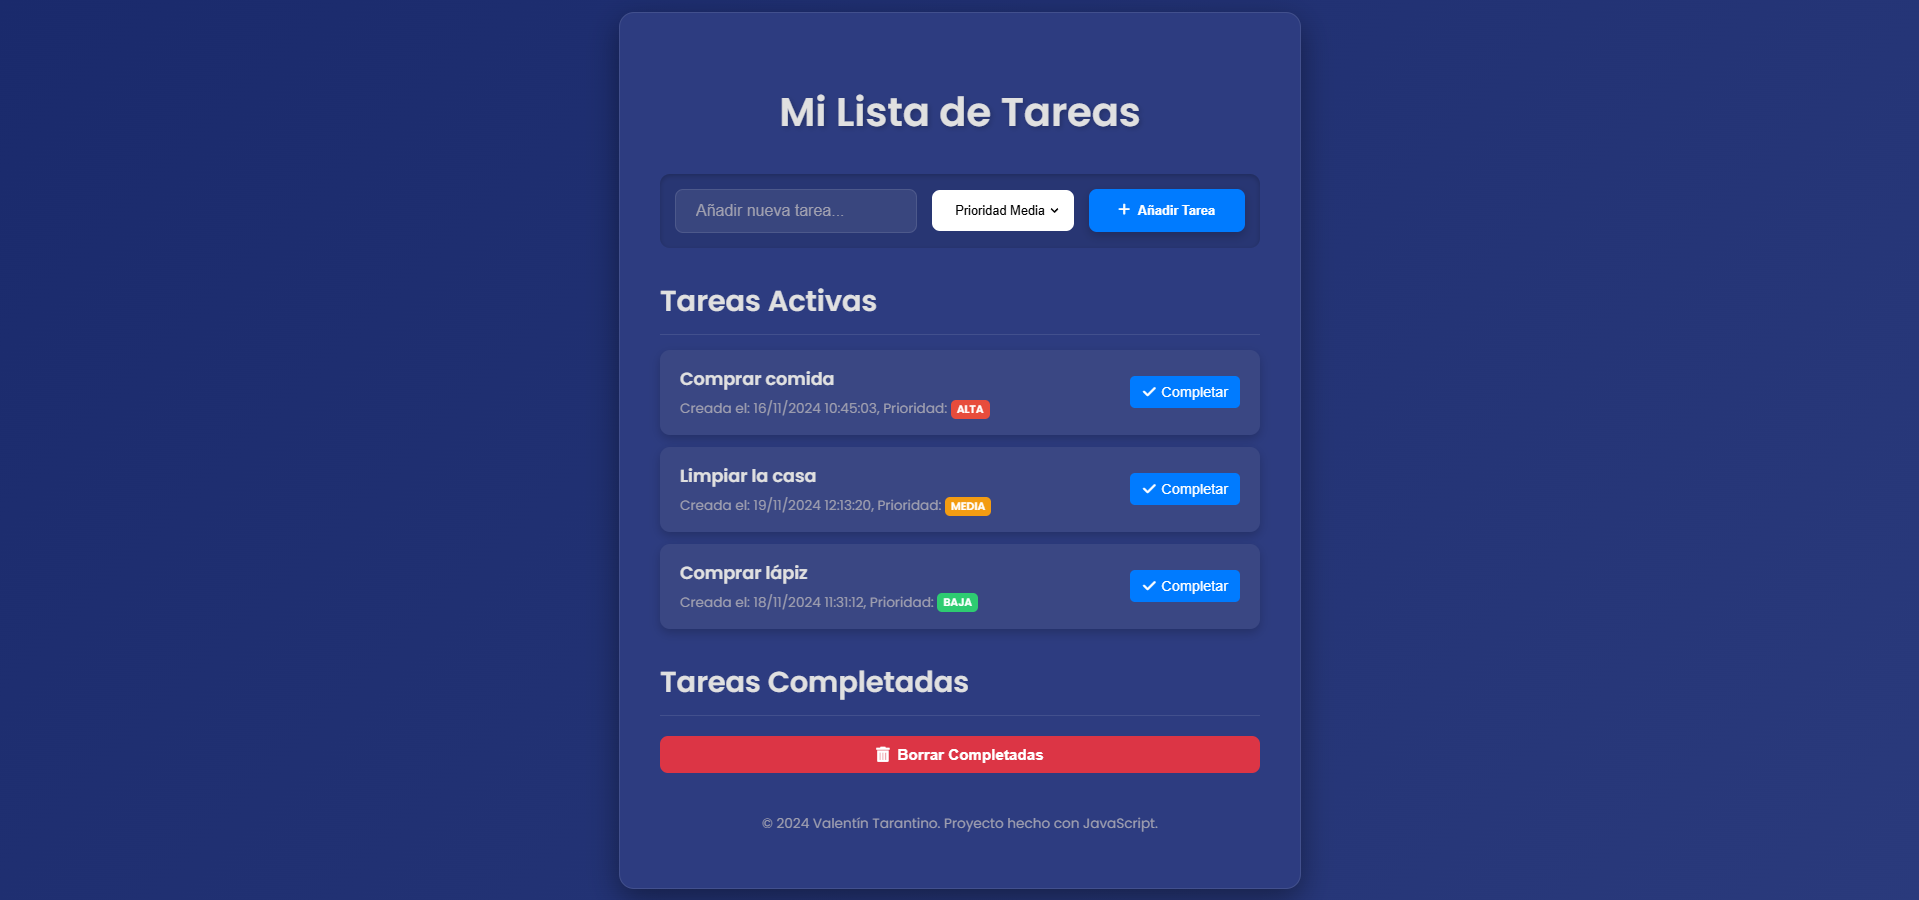 Mi Lista de Tareas
Añadir nueva tarea... Prioridad Media Añadir Tarea
Tareas Activas
Comprar comida
Creada el: 16/11/2024 10:45:03, Prioridad: ALTA
Completar
Limpiar la casa
Creada el: 19/11/2024 12:13:20, Prioridad: MEDIA
Completar
Comprar lápiz
Creada el: 18/11/2024 11:31:12, Prioridad: BAJA
Completar
Tareas Completadas
Borrar Completadas
© 2024 Valentín Tarantino. Proyecto hecho con JavaScript.